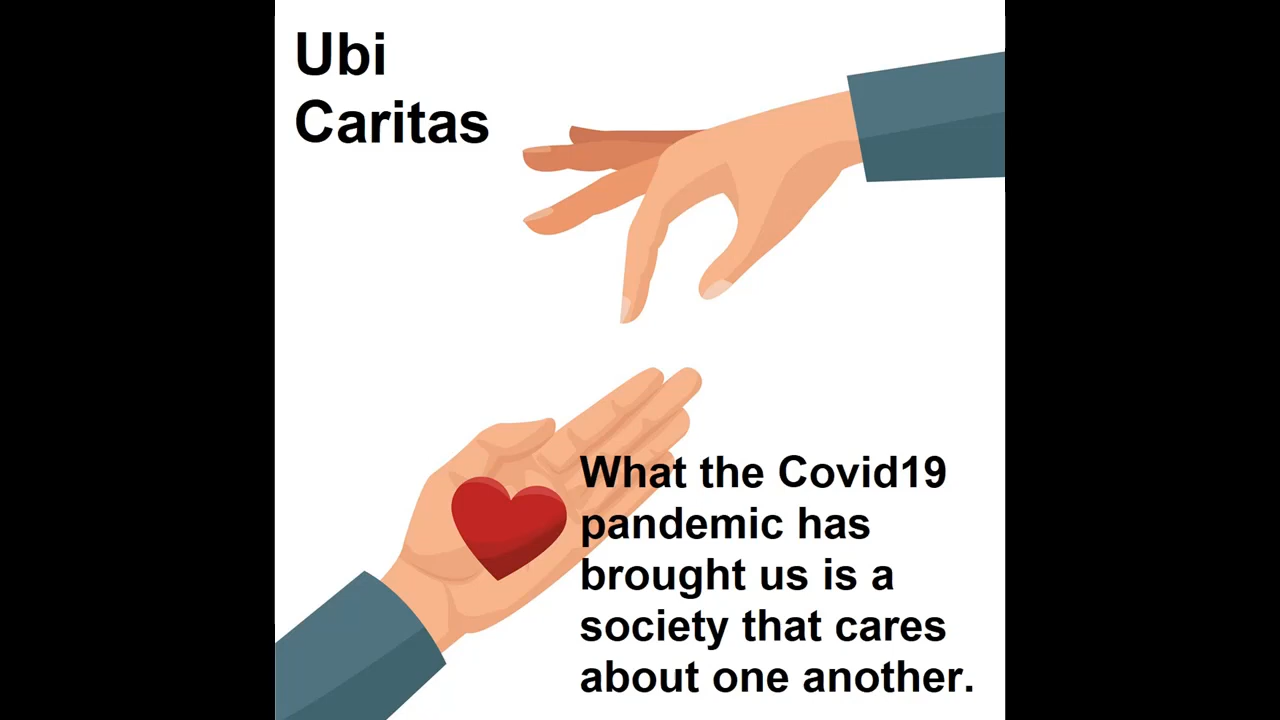 Ubi
Caritas
What the Covid19
pandemic has
brought us is a
society that cares
about one another.